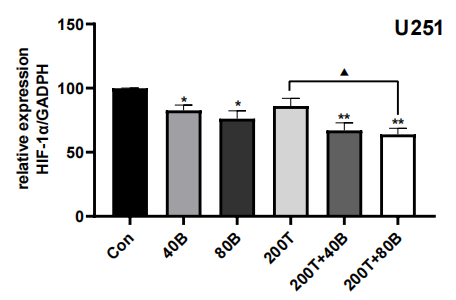 U251
relative expression
HIF-1α/GADPH
150
100
50
0
*
*
▲
**
**
Con
40B
80B
200T
200T+40B
200T+80B